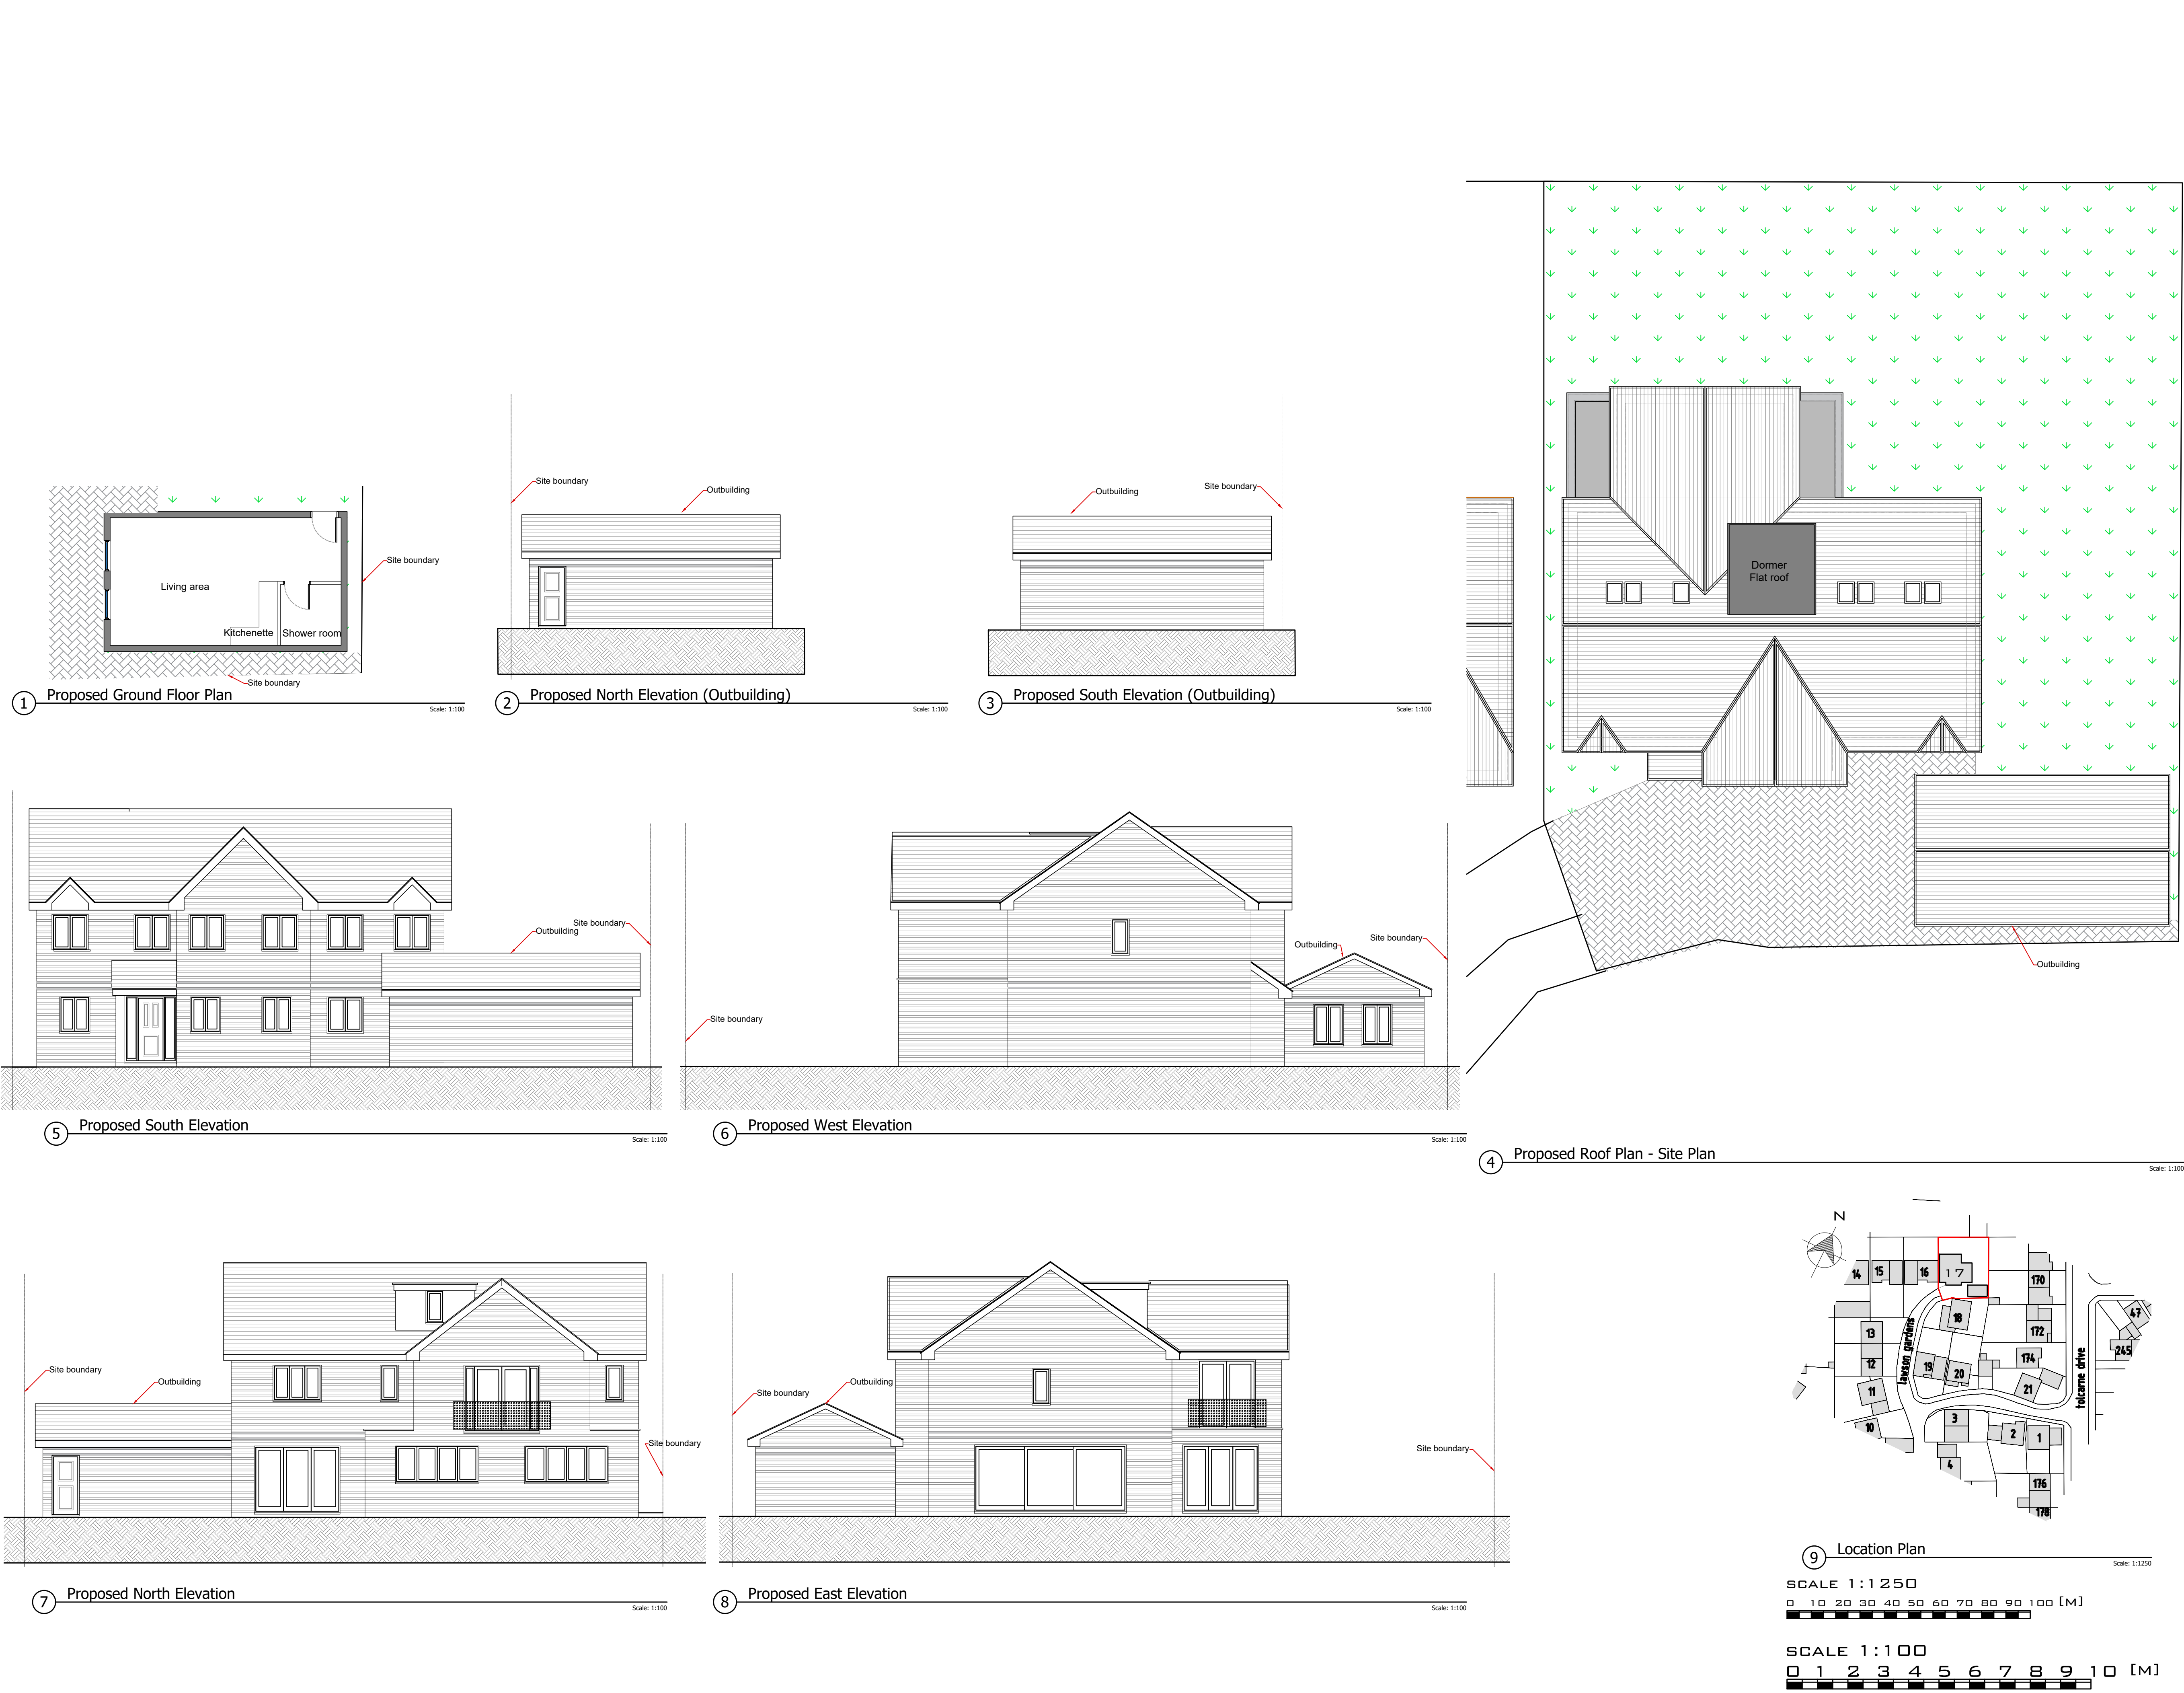 Living area
Kitchenette
Shower room
Site boundary
Site boundary
1
Proposed Ground Floor Plan
Scale: 1:100
Site boundary
Outbuilding
2
Proposed North Elevation (Outbuilding)
Scale: 1:100
Outbuilding
Site boundary
3
Proposed South Elevation (Outbuilding)
Scale: 1:100
Dormer
Flat roof
Outbuilding
4
Proposed Roof Plan - Site Plan
Scale: 1:100
Site boundary
Outbuilding
5
Proposed South Elevation
Scale: 1:100
Site boundary
Outbuilding
Site boundary
6
Proposed West Elevation
Scale: 1:100
Site boundary
Outbuilding
Site boundary
7
Proposed North Elevation
Scale: 1:100
Site boundary
Outbuilding
Site boundary
8
Proposed East Elevation
Scale: 1:100
N
14
15
16
17
170
47
18
172
245
13
12
19
20
174
11
21
10
3
2
1
4
176
178
lawson gardens
tolcarne drive
9
Location Plan
Scale: 1:1250
SCALE 1:1250
0 10 20 30 40 50 60 70 80 90 100 [M]
SCALE 1:100
0 1 2 3 4 5 6 7 8 9 10 [M]